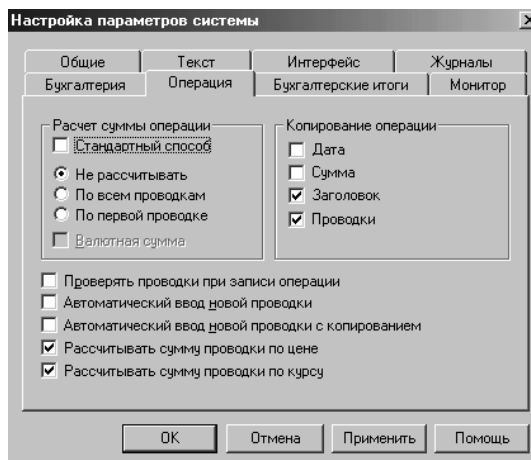 Настройка параметров системы
Общие Текст Интерфейс Журналы
Бухгалтерия Операция Бухгалтерские итоги Монитор
Расчет суммы операции Копирование операции
Стандартный способ Дата
Не рассчитывать Сумма
По всем проводкам Заголовок
По первой проводке Проводки
Валютная сумма
Проверять проводки при записи операции
Автоматический ввод новой проводки
Автоматический ввод новой проводки с копированием
Рассчитывать сумму проводки по цене
Рассчитывать сумму проводки по курсу
OK Отмена Применить Помощь